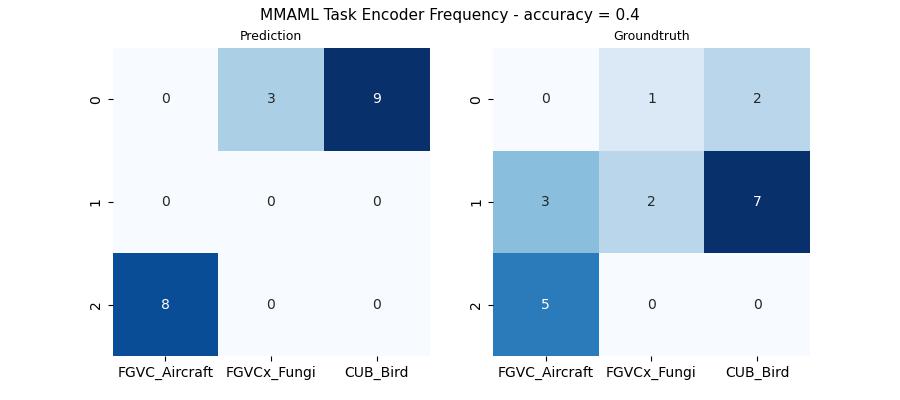 MMAML Task Encoder Frequency - accuracy = 0.4
Prediction
Groundtruth
0
0 3 9
0
0 1 2
1
0 0 0
1
3 2 7
2
8 0 0
2
5 0 0
FGVC_Aircraft FGVCx_Fungi CUB_Bird
FGVC_Aircraft FGVCx_Fungi CUB_Bird